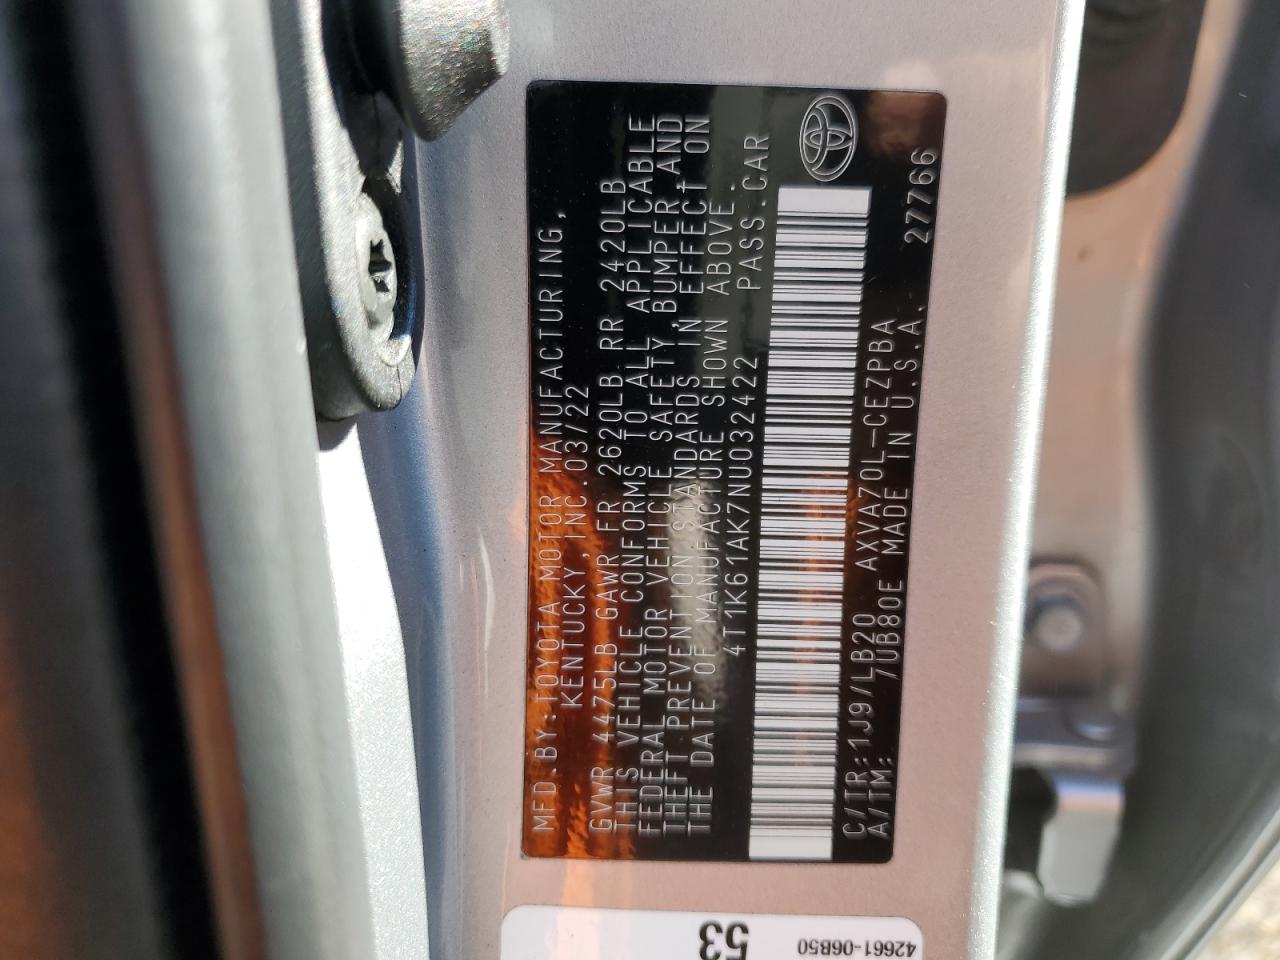 MFD.BY:TOYOTA MOTOR MANUFACTURING,
KENTUCKY,INC.03/22
GVWR 4475LB GAWR FR 2620LB RR 2420LB
THIS VEHICLE CONFORMS TO ALL APPLICABLE
FEDERAL MOTOR VEHICLE SAFETY,BUMPER,AND
THEFT PREVENTION STANDARDS IN EFFECT ON
THE DATE OF MANUFACTURE SHOWN ABOVE.
4T1K61AK7NU032422 PASS.CAR
C/TR:1J9/LB20 AXVA70L-CEZPBA
A/TM: /UB80E MADE IN U.S.A. 27766
53
42661-06B50